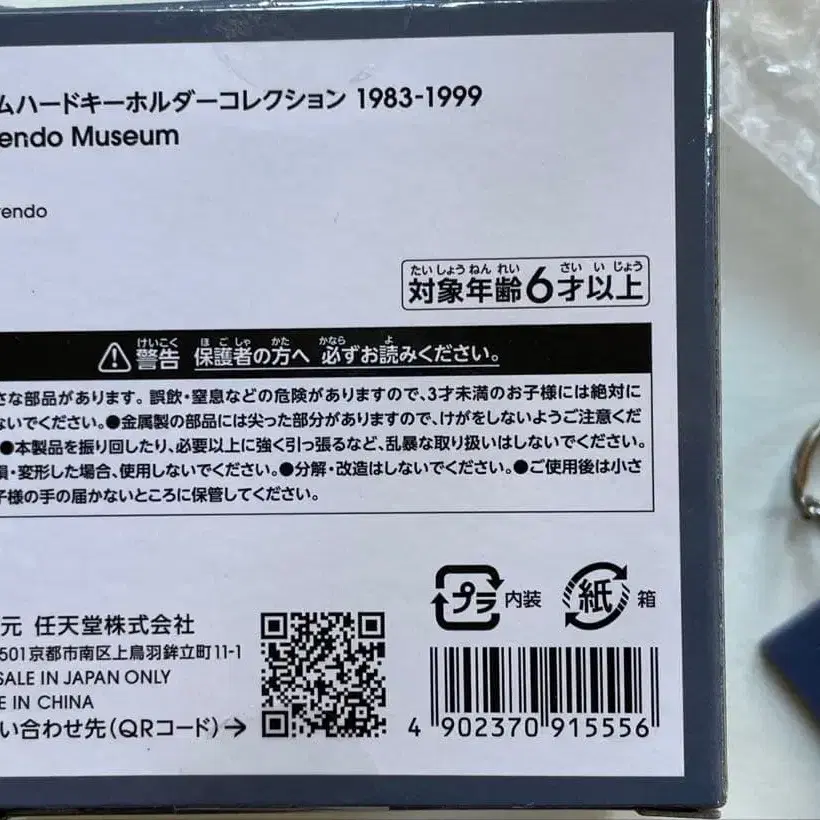 ムハードキーホルダーコレクション 1983-1999
endo Museum
endo
たいしょうねんれい さい いじょう
対象年齢6才以上
けいこく ほごしゃ かた かなら よ
警告 保護者の方へ 必ずお読みください。
さな部品があります。誤飲・窒息などの危険がありますので、3才未満のお子様には絶対に
ないでください。●金属製の部品には尖った部分がありますので、けがをしないようご注意くだ
●本製品を振り回したり、必要以上に強く引っ張るなど、乱暴な取り扱いはしないでください。
損・変形した場合、使用しないでください。●分解・改造はしないでください。●ご使用後は小さ
子様の手の届かないところに保管してください。
プラ 内装 紙 箱
元 任天堂株式会社
501京都市南区上鳥羽鉾立町11-1
SALE IN JAPAN ONLY
E IN CHINA
い合わせ先(QRコード)→
4 902370 915556